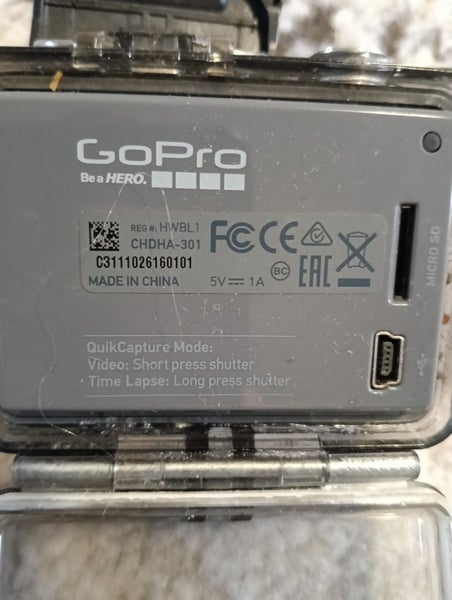 GoPro
Be a HERO.
REG #: HWBL1
CHDHA-301
C3111026160101
MADE IN CHINA
5V 1A
FC CE
BC
EAC
MICRO SD
QuikCapture Mode:
Video: Short press shutter
Time Lapse: Long press shutter